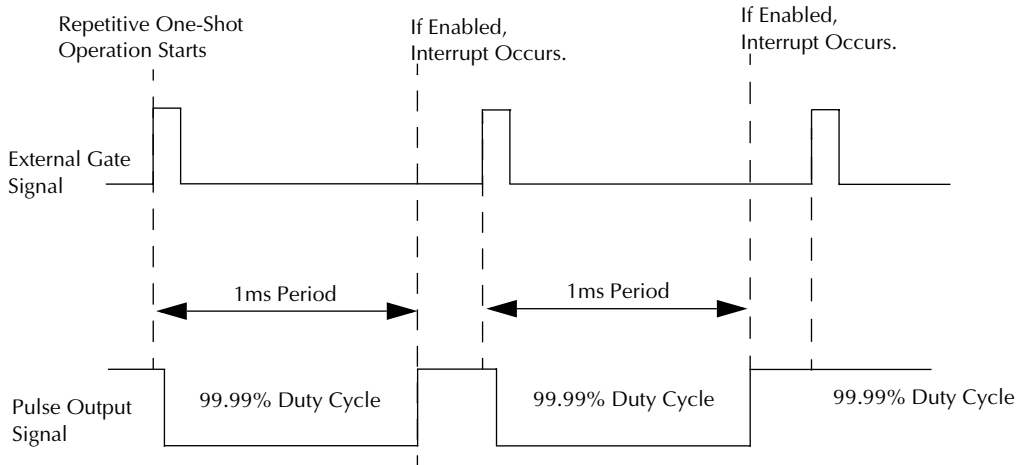 Repetitive One-Shot
Operation Starts
If Enabled,
Interrupt Occurs.
If Enabled,
Interrupt Occurs.
External Gate
Signal
1ms Period
1ms Period
99.99% Duty Cycle
99.99% Duty Cycle
99.99% Duty Cycle
Pulse Output
Signal